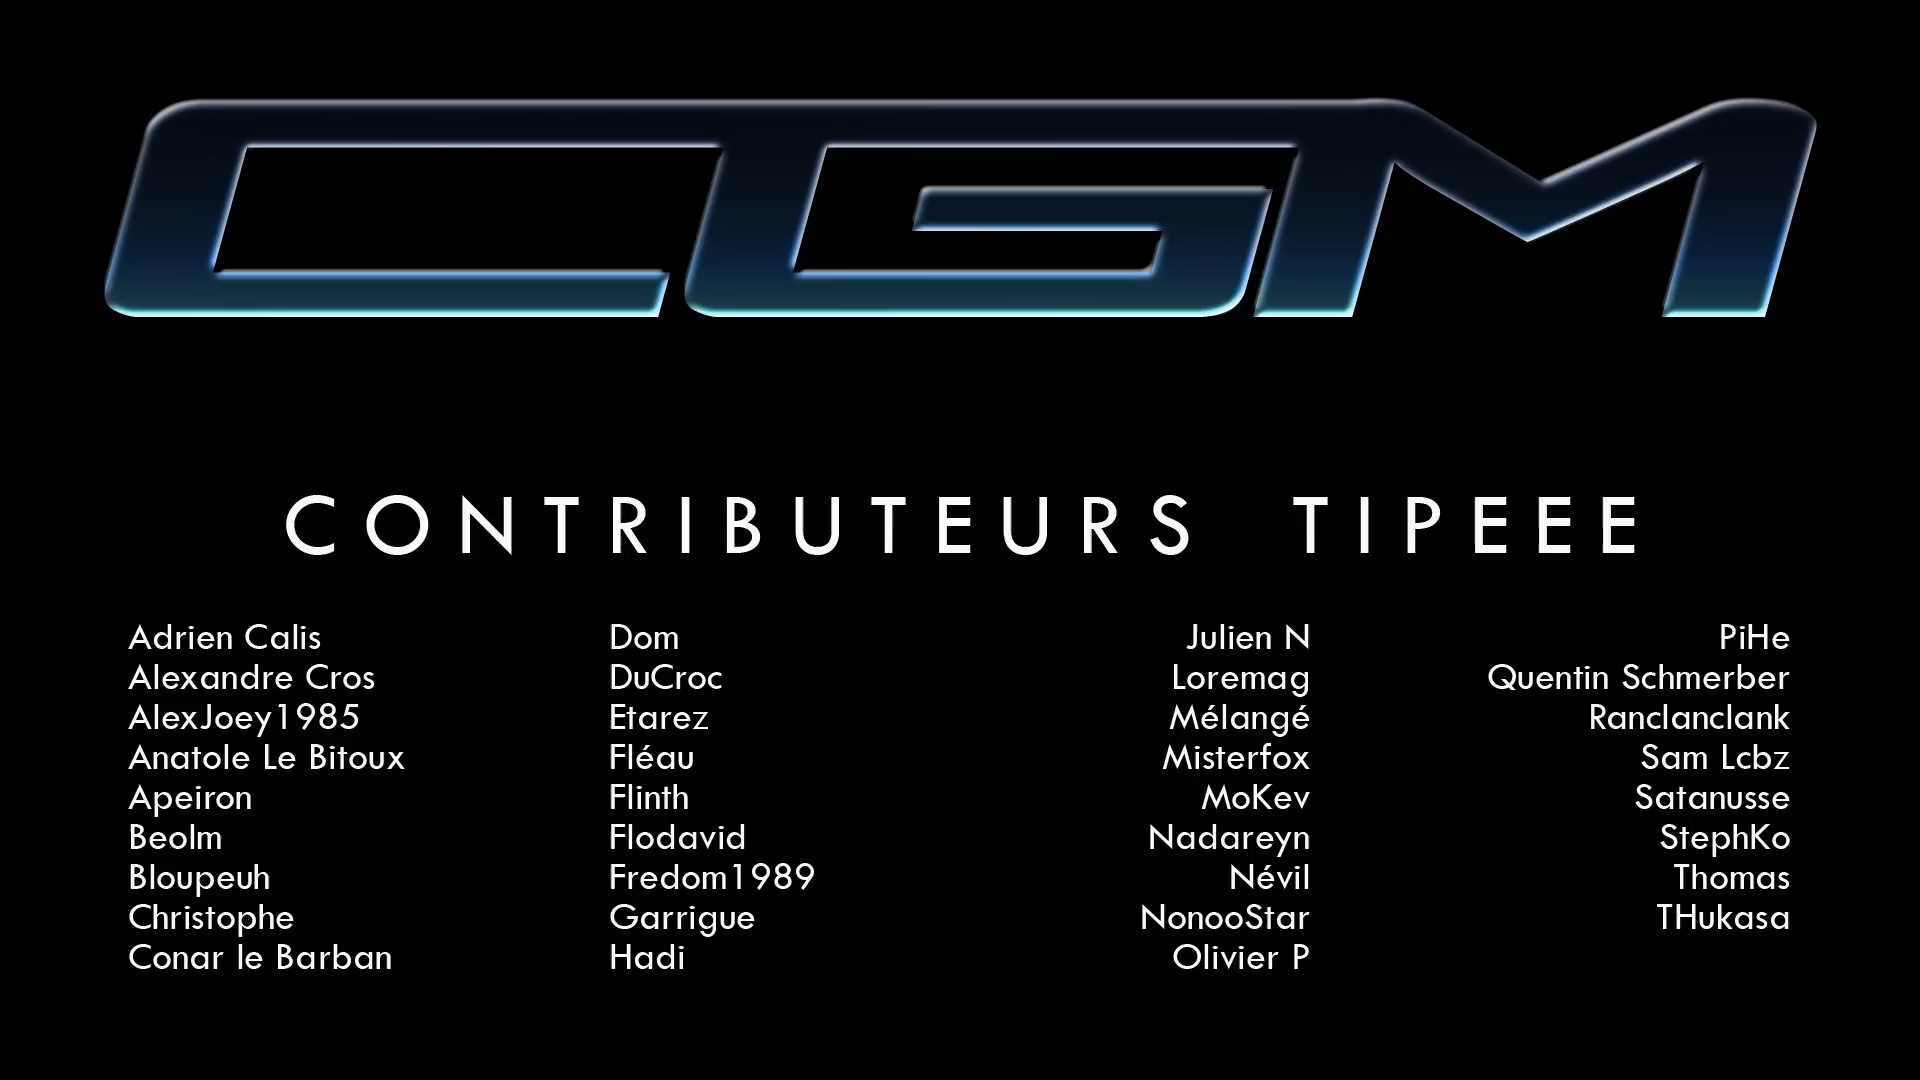 CGM
CONTRIBUTEURS TIPEEE
Adrien Calis
Alexandre Cros
AlexJoey1985
Anatole Le Bitoux
Apeiron
Beolm
Bloupeuh
Christophe
Conar le Barban
Dom
DuCroc
Etarez
Fléau
Flinth
Flodavid
Fredom1989
Garrigue
Hadi
Julien N
Loremag
Mélangé
Misterfox
MoKev
Nadareyn
Névil
NonooStar
Olivier P
PiHe
Quentin Schmerber
Ranclanclank
Sam Lcbz
Satanusse
StephKo
Thomas
THukasa